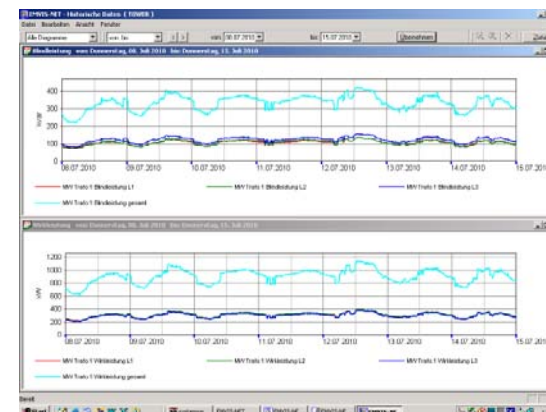 EMVIS-NET - Historische Daten ( TOWER )
Datei Bearbeiten Ansicht Fenster
Alle Diagramme von bis von 08.07.2010 bis 15.07.2010 Übernehmen
Blindleistung von: Donnerstag, 08. Juli 2010 bis: Donnerstag, 15. Juli 2010
400
300
200
100
0
kvar
08.07.2010 09.07.2010 10.07.2010 11.07.2010 12.07.2010 13.07.2010 14.07.2010 15.07.2010
MW Trafo 1 Blindleistung L1 MW Trafo 1 Blindleistung L2 MW Trafo 1 Blindleistung L3
MW Trafo 1 Blindleistung gesamt
Wirkleistung von: Donnerstag, 08. Juli 2010 bis: Donnerstag, 15. Juli 2010
1200
1000
800
600
400
200
0
kW
08.07.2010 09.07.2010 10.07.2010 11.07.2010 12.07.2010 13.07.2010 14.07.2010 15.07.2010
MW Trafo 1 Wirkleistung L1 MW Trafo 1 Wirkleistung L2 MW Trafo 1 Wirkleistung L3
MW Trafo 1 Wirkleistung gesamt
Bereit
Start